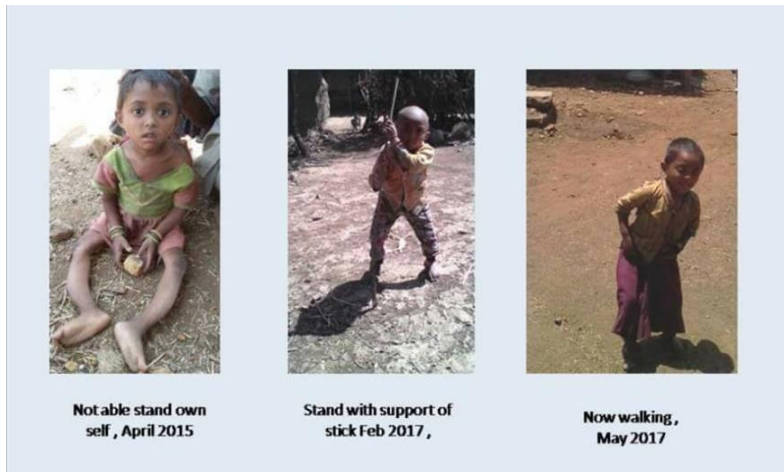 Not able stand own
self , April 2015
Stand with support of
stick Feb 2017 ,
Now walking ,
May 2017